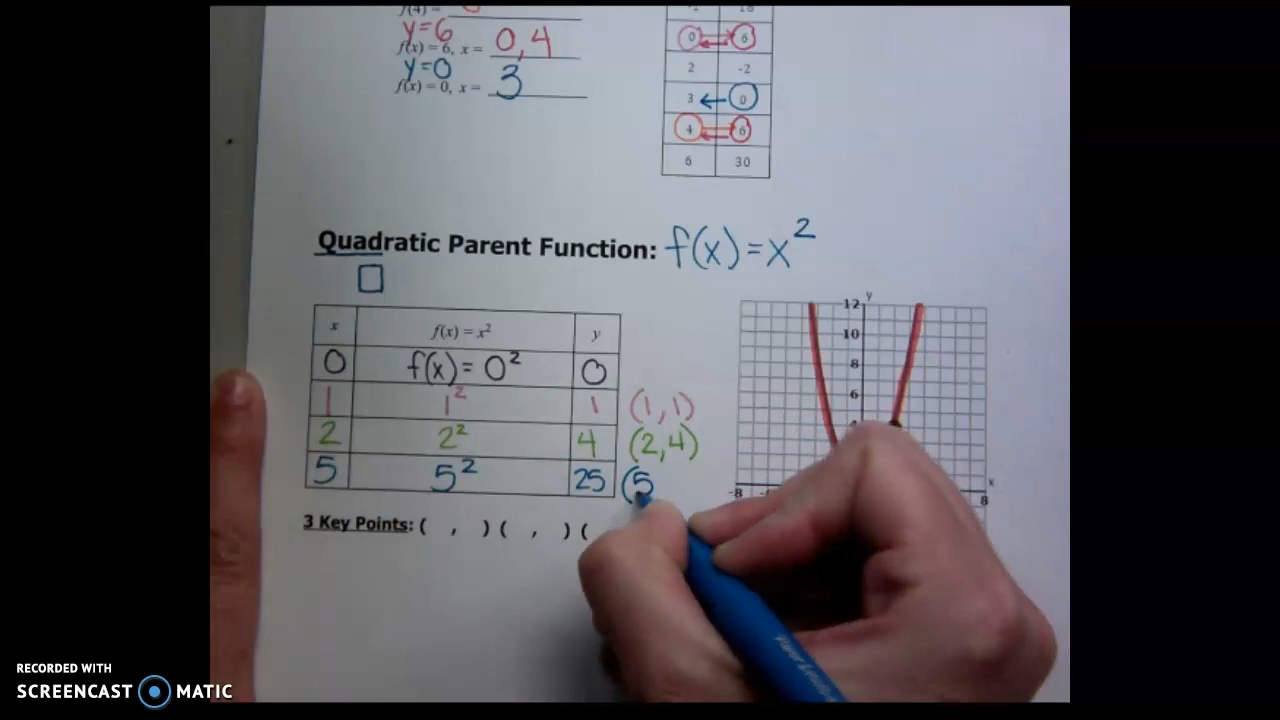 f(4) =
y=6
f(x) = 6, x = 0,4
y=0
f(x) = 0, x = 3
0 6
2 -2
3 0
4 6
6 30
Quadratic Parent Function: f(x)=x²
x f(x) = x² y
0 f(x)= 0² 0
1 1² 1 (1,1)
2 2² 4 (2,4)
5 5² 25 (5
3 Key Points: ( , ) ( , ) (
y
12
10
8
6
x
-8 8
RECORDED WITH
SCREENCAST MATIC